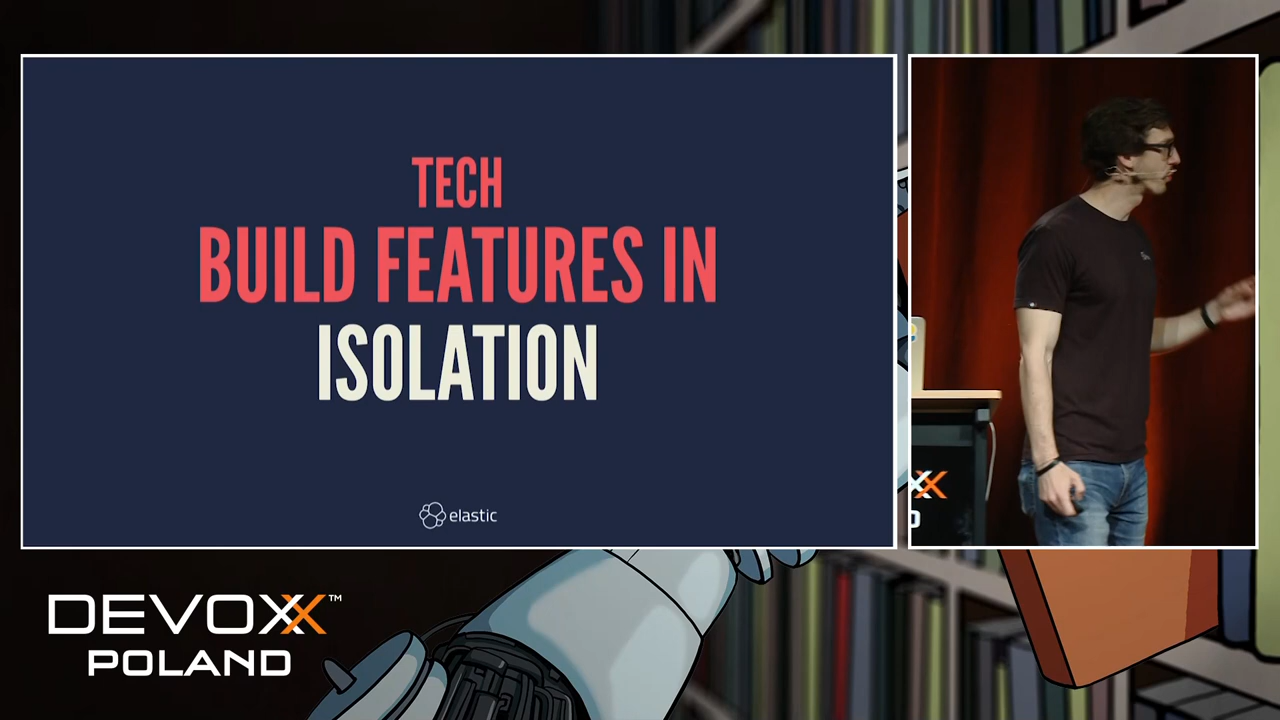 TECH
BUILD FEATURES IN
ISOLATION
elastic
DEVOXX™
POLAND